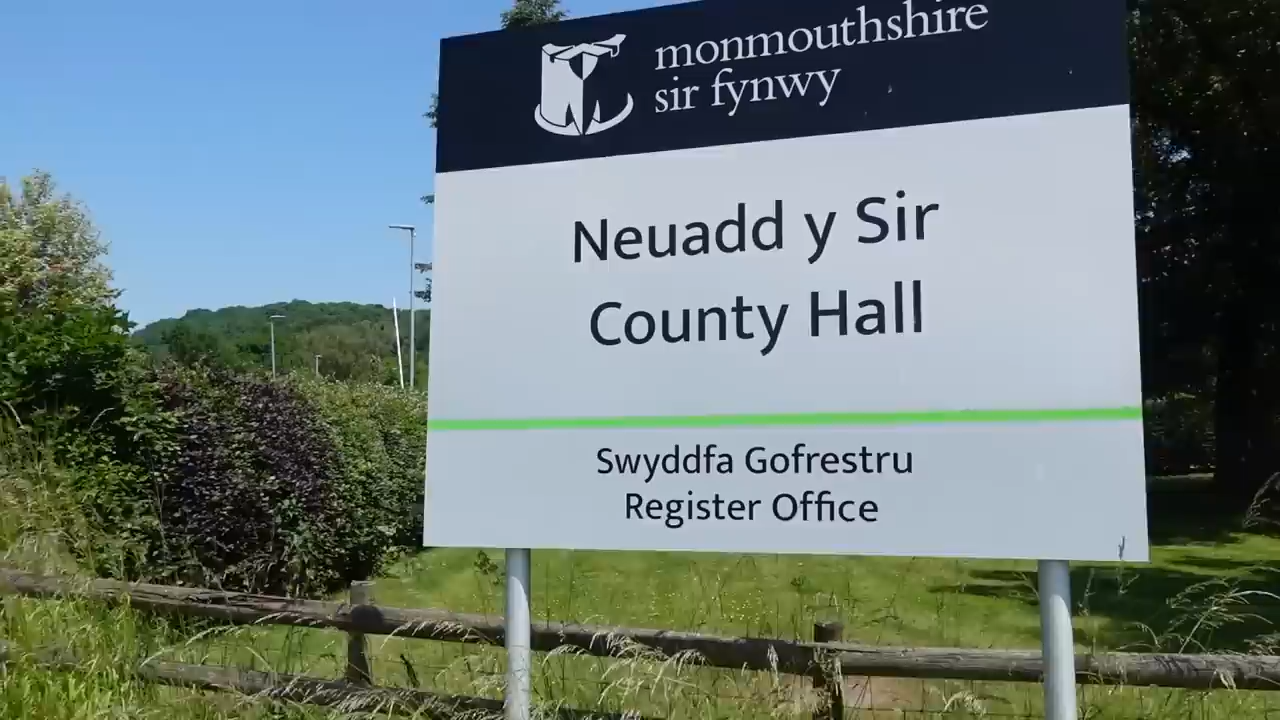 monmouthshire
sir fynwy
Neuadd y Sir
County Hall
Swyddfa Gofrestru
Register Office